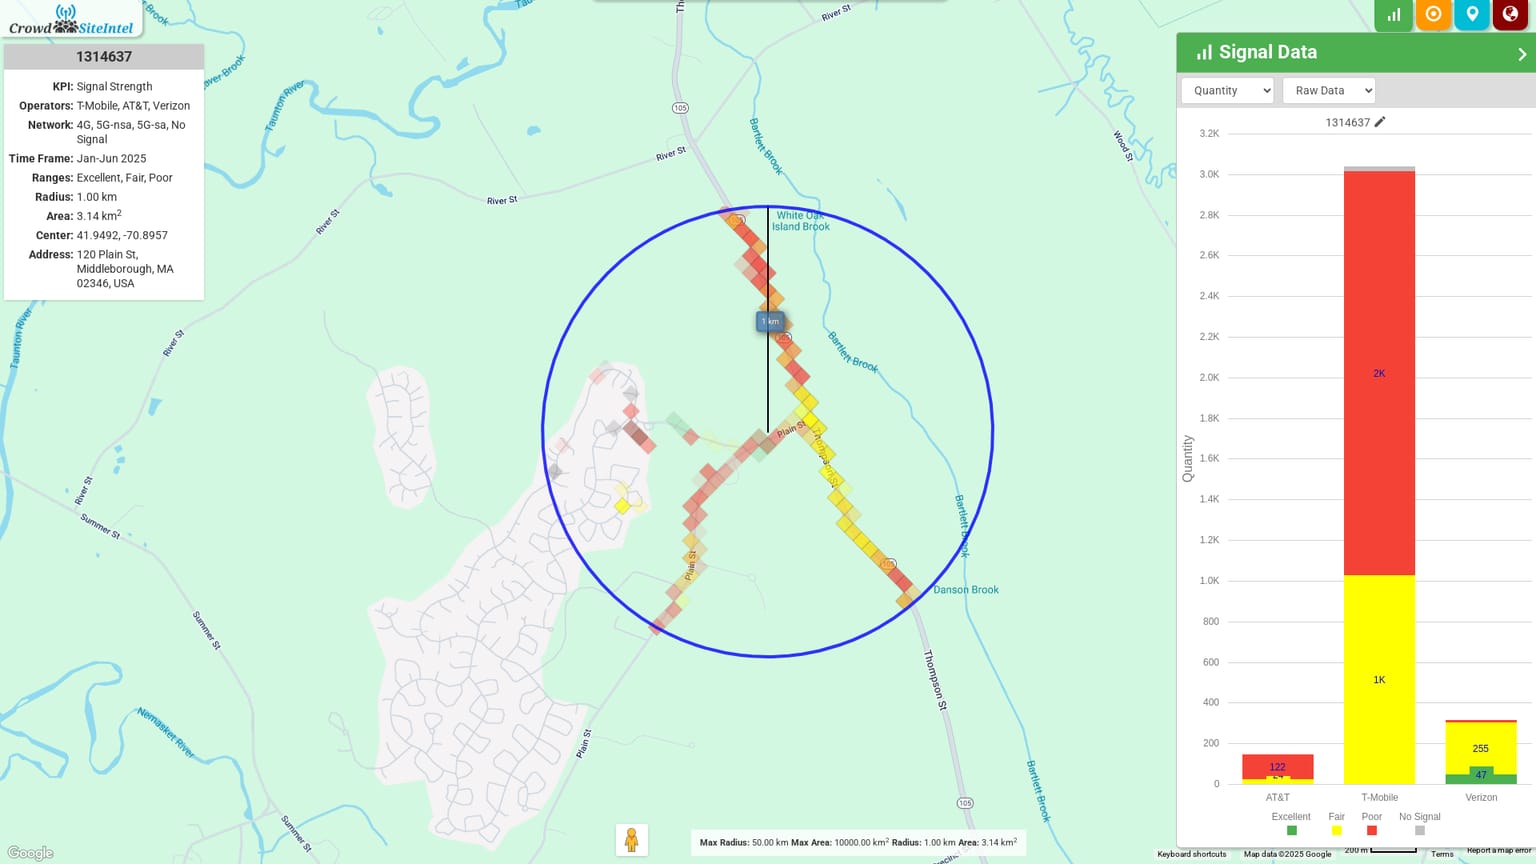 Crowd SiteIntel
1314637
KPI: Signal Strength
Operators: T-Mobile, AT&T, Verizon
Network: 4G, 5G-nsa, 5G-sa, No
Signal
Time Frame: Jan-Jun 2025
Ranges: Excellent, Fair, Poor
Radius: 1.00 km
Area: 3.14 km²
Center: 41.9492, -70.8957
Address: 120 Plain St,
Middleborough, MA
02346, USA
River St
Taunton River
105
Bartlett Brook
Wood St
River St
River St
River St
White Oak
Island Brook
1 km
Taunton River
River St
Bartlett Brook
Plain St
Thompson St
River St
Summer St
Bartlett Brook
Plain St
105
Danson Brook
Summer St
Thompson St
Nemasket River
Plain St
Bartlett Brook
105
Summer St
Google
Max Radius: 50.00 km Max Area: 10000.00 km² Radius: 1.00 km Area: 3.14 km²
Keyboard shortcuts
Map data ©2025 Google
200 m
Terms
Report a map error
Signal Data
Quantity
Raw Data
1314637
3.2K
3.0K
2.8K
2.6K
2.4K
2.2K
2.0K
1.8K
1.6K
1.4K
1.2K
1.0K
800
600
400
200
0
Quantity
2K
1K
122
255
47
AT&T
T-Mobile
Verizon
Excellent
Fair
Poor
No Signal